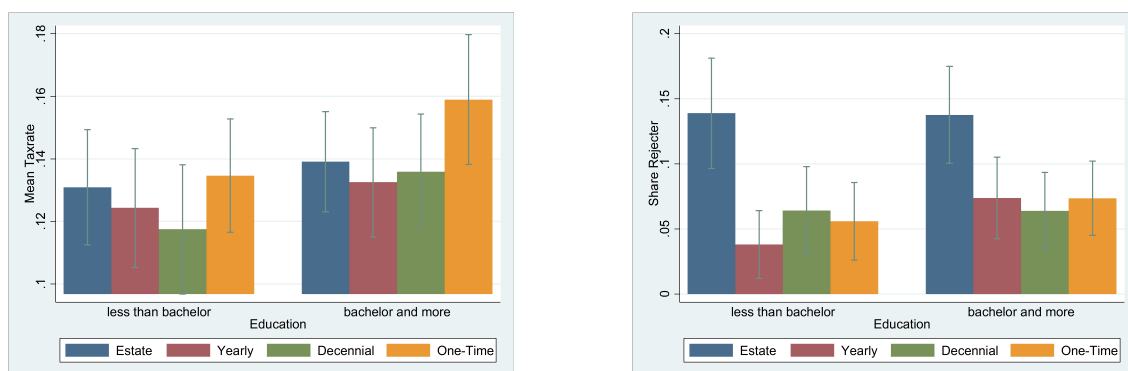 Mean Taxrate
.18
.16
.14
.12
.1
less than bachelor
bachelor and more
Education
Estate
Yearly
Decennial
One-Time
Share Rejecter
.2
.15
.1
.05
0
less than bachelor
bachelor and more
Education
Estate
Yearly
Decennial
One-Time